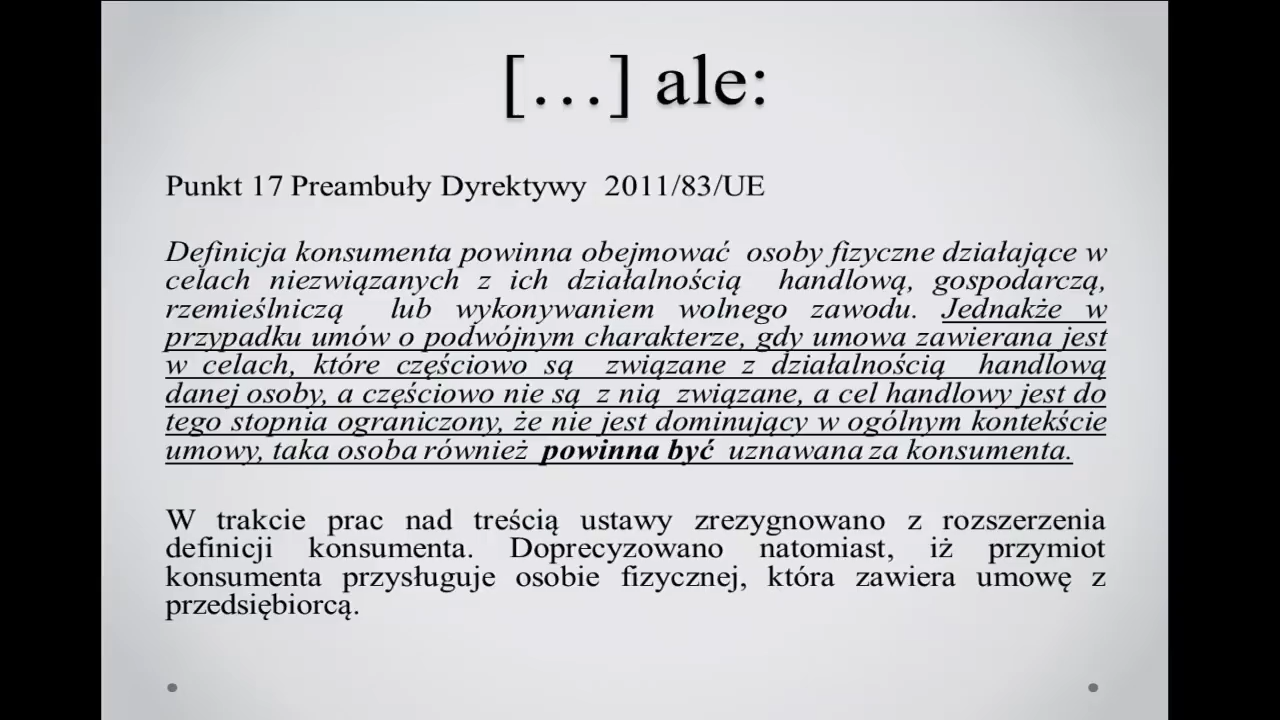 […] ale:
Punkt 17 Preambuły Dyrektywy 2011/83/UE
Definicja konsumenta powinna obejmować osoby fizyczne działające w
celach niezwiązanych z ich działalnością handlową, gospodarczą,
rzemieślniczą lub wykonywaniem wolnego zawodu. Jednakże w
przypadku umów o podwójnym charakterze, gdy umowa zawierana jest
w celach, które częściowo są związane z działalnością handlową
danej osoby, a częściowo nie są z nią związane, a cel handlowy jest do
tego stopnia ograniczony, że nie jest dominujący w ogólnym kontekście
umowy, taka osoba również powinna być uznawana za konsumenta.
W trakcie prac nad treścią ustawy zrezygnowano z rozszerzenia
definicji konsumenta. Doprecyzowano natomiast, iż przymiot
konsumenta przysługuje osobie fizycznej, która zawiera umowę z
przedsiębiorcą.